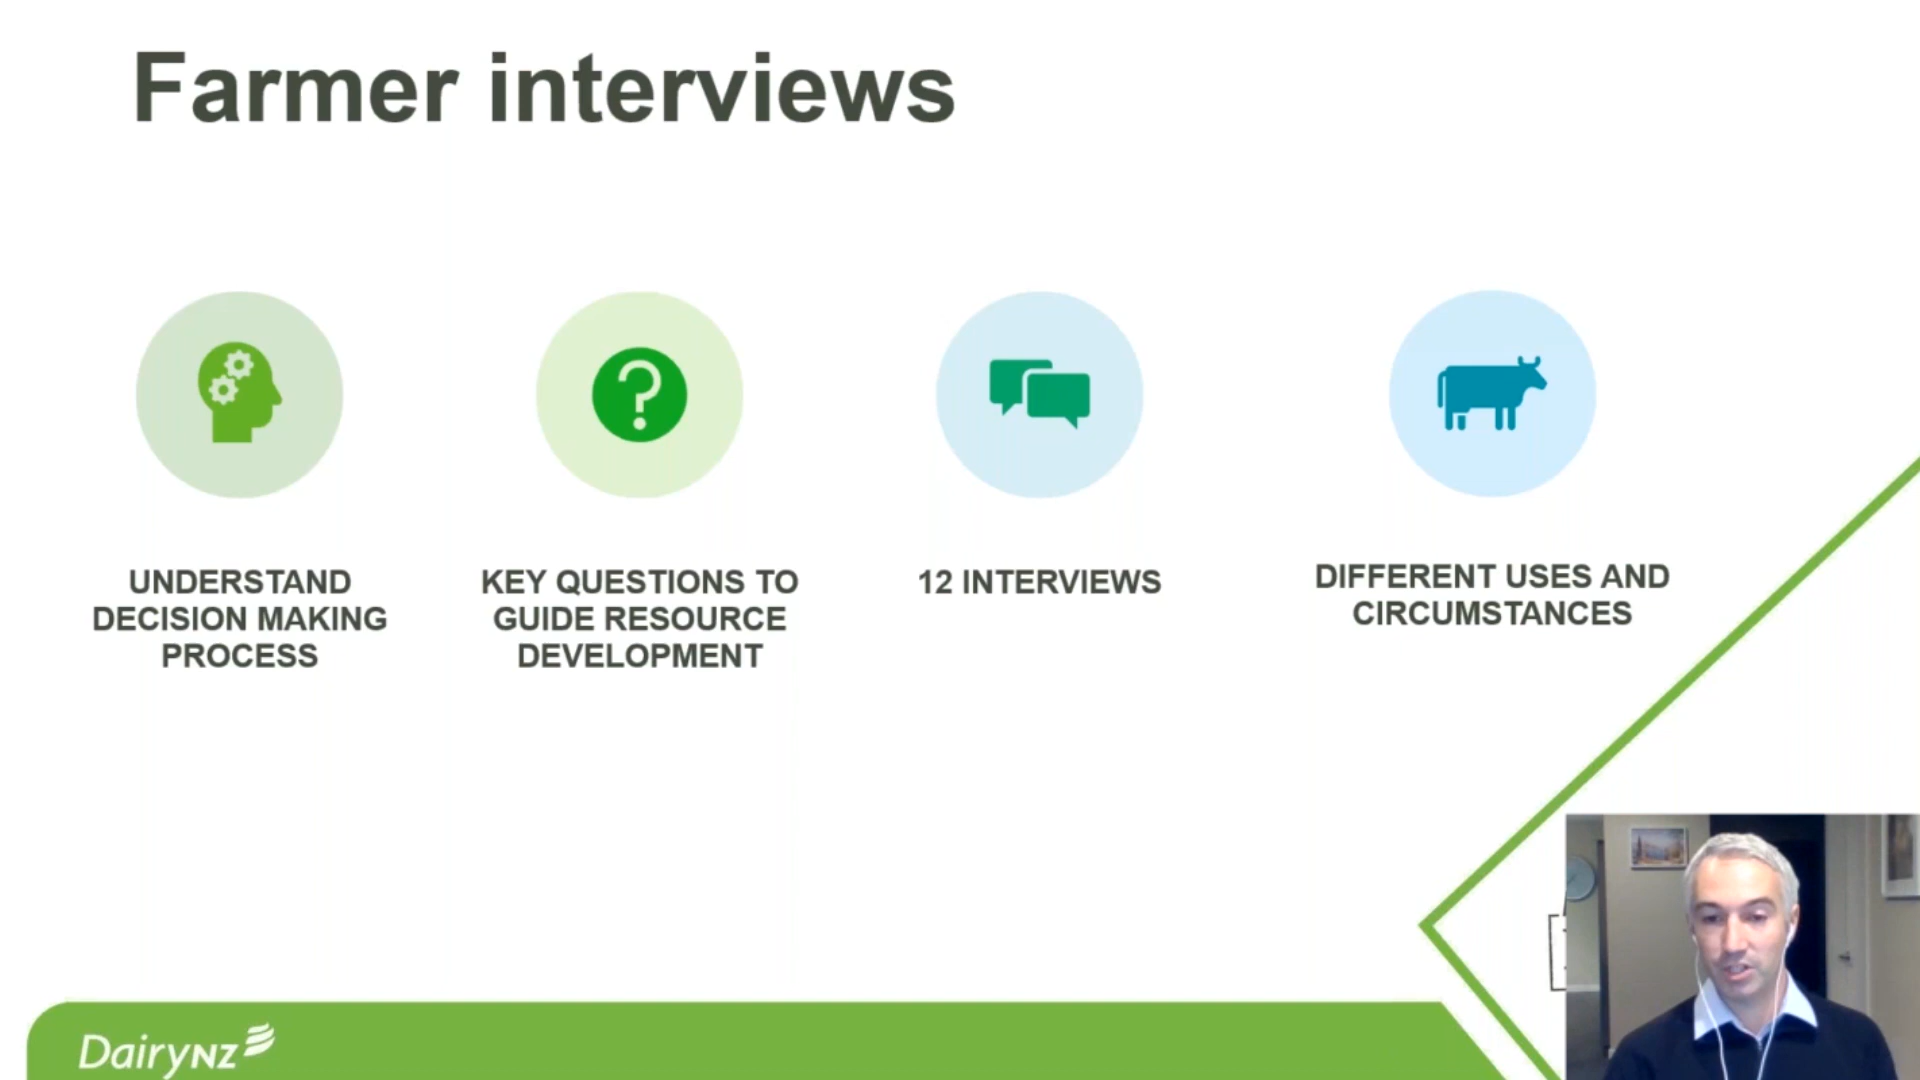 Farmer interviews
UNDERSTAND
DECISION MAKING
PROCESS
KEY QUESTIONS TO
GUIDE RESOURCE
DEVELOPMENT
12 INTERVIEWS
DIFFERENT USES AND
CIRCUMSTANCES
DairyNZ